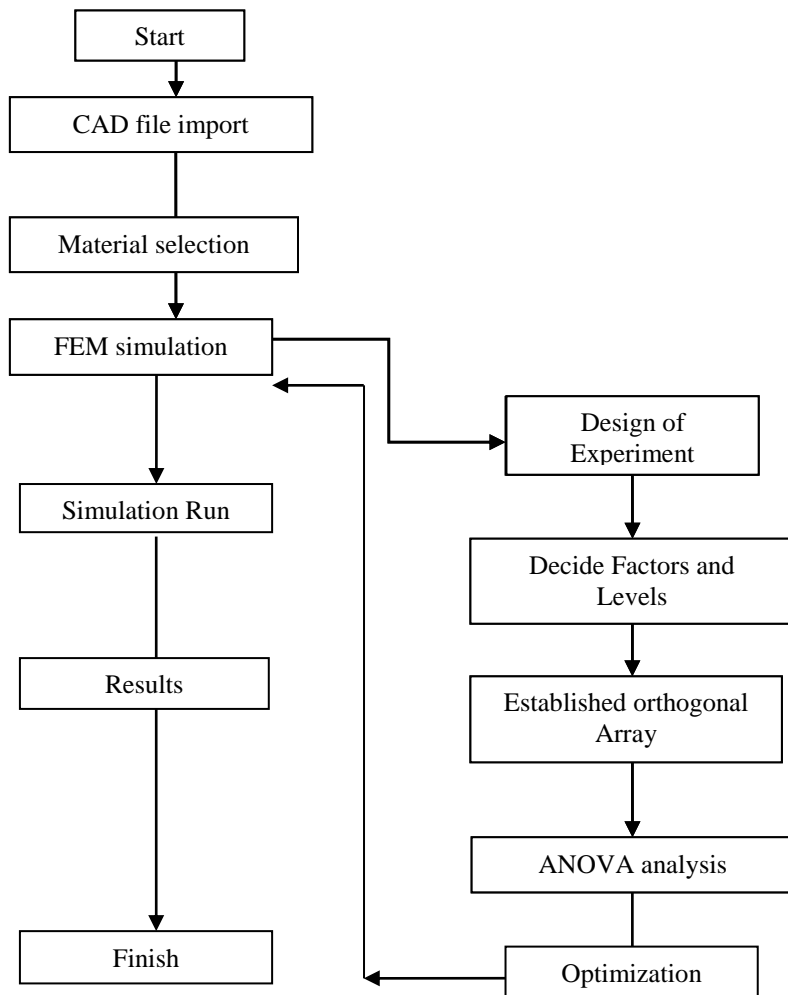 Start
CAD file import
Material selection
FEM simulation
Simulation Run
Results
Finish
Design of
Experiment
Decide Factors and
Levels
Established orthogonal
Array
ANOVA analysis
Optimization